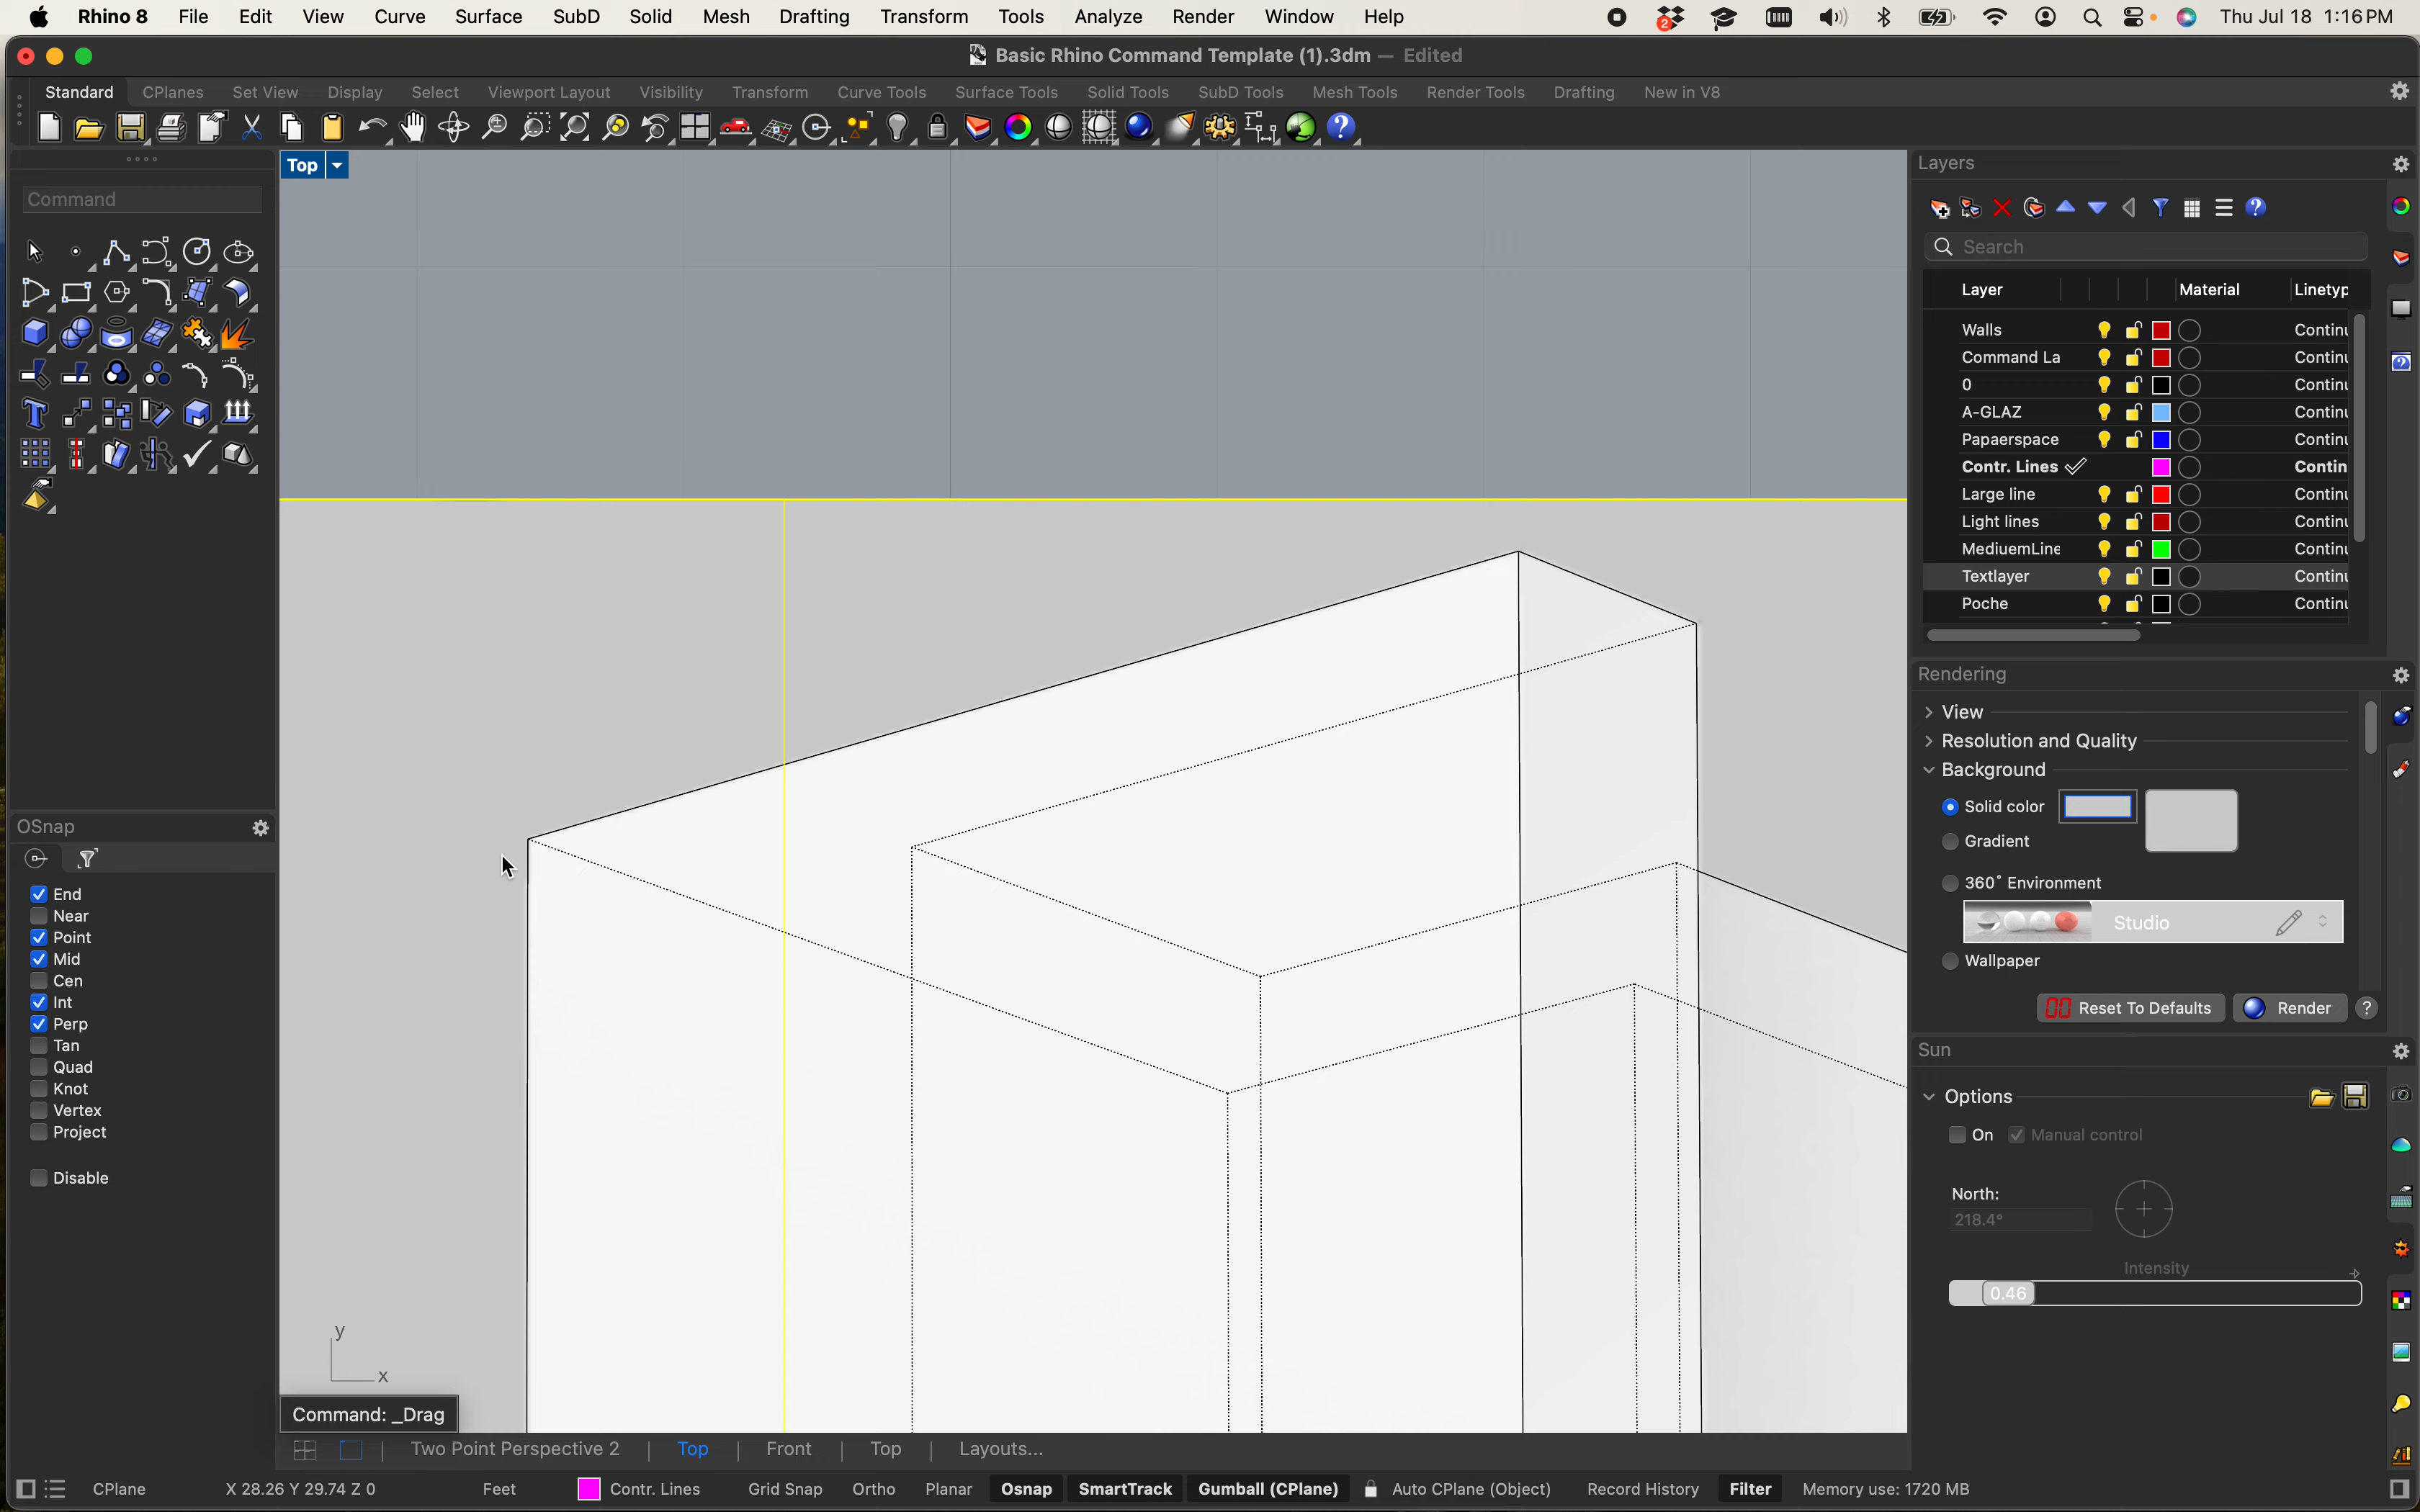 Rhino 8 File Edit View Curve Surface SubD Solid Mesh Drafting Transform Tools Analyze Render Window Help 2 Thu Jul 18 1:16 PM
Basic Rhino Command Template (1).3dm — Edited
Standard CPlanes Set View Display Select Viewport Layout Visibility Transform Curve Tools Surface Tools Solid Tools SubD Tools Mesh Tools Render Tools Drafting New in V8
Top
Command
OSnap
End
Near
Point
Mid
Cen
Int
Perp
Tan
Quad
Knot
Vertex
Project
Disable
y
x
Command: _Drag
Two Point Perspective 2 | Top | Front | Top | Layouts...
Layers
Search
Layer Material Linetyp
Walls Continu
Command La Continu
0 Continu
A-GLAZ Continu
Papaerspace Continu
Contr. Lines Contin
Large line Continu
Light lines Continu
MediuemLine Continu
Textlayer Continu
Poche Continu
Rendering
View
Resolution and Quality
Background
Solid color
Gradient
360° Environment
Studio
Wallpaper
Reset To Defaults Render ?
Sun
Options
On Manual control
North:
218.4°
Intensity
0.46
CPlane X 28.26 Y 29.74 Z 0 Feet Contr. Lines Grid Snap Ortho Planar Osnap SmartTrack Gumball (CPlane) Auto CPlane (Object) Record History Filter Memory use: 1720 MB